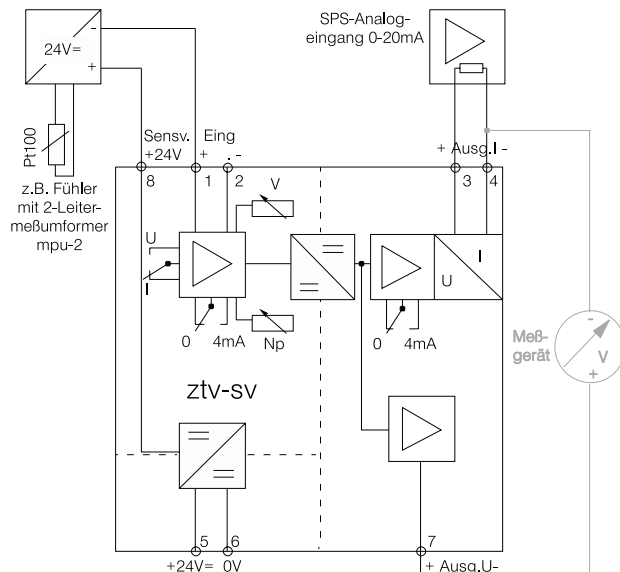 24V=
-
+
SPS-Analog-
eingang 0-20mA
Pt100
z.B. Fühler
mit 2-Leiter-
meßumformer
mpu-2
Sensv.
+24V
Eing
+
. -
+ Ausg.I -
8
1
2
3
4
V
U
I
0
4mA
Np
U
I
0
4mA
ztv-sv
Meß-
gerät
-
V
+
5
6
7
+24V=
0V
+ Ausg.U-